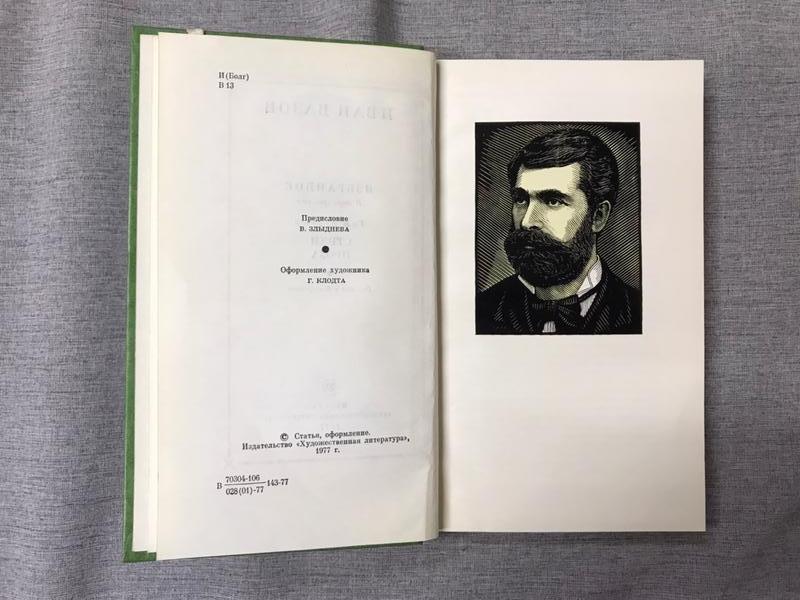 И(Болг)
В 13
Предисловие
В. ЗЛЫДНЕВА
Оформление художника
Г. КЛОДТА
© Статья, оформление.
Издательство «Художественная литература»,
1977 г.
В 70304-106 143-77
028(01)-77